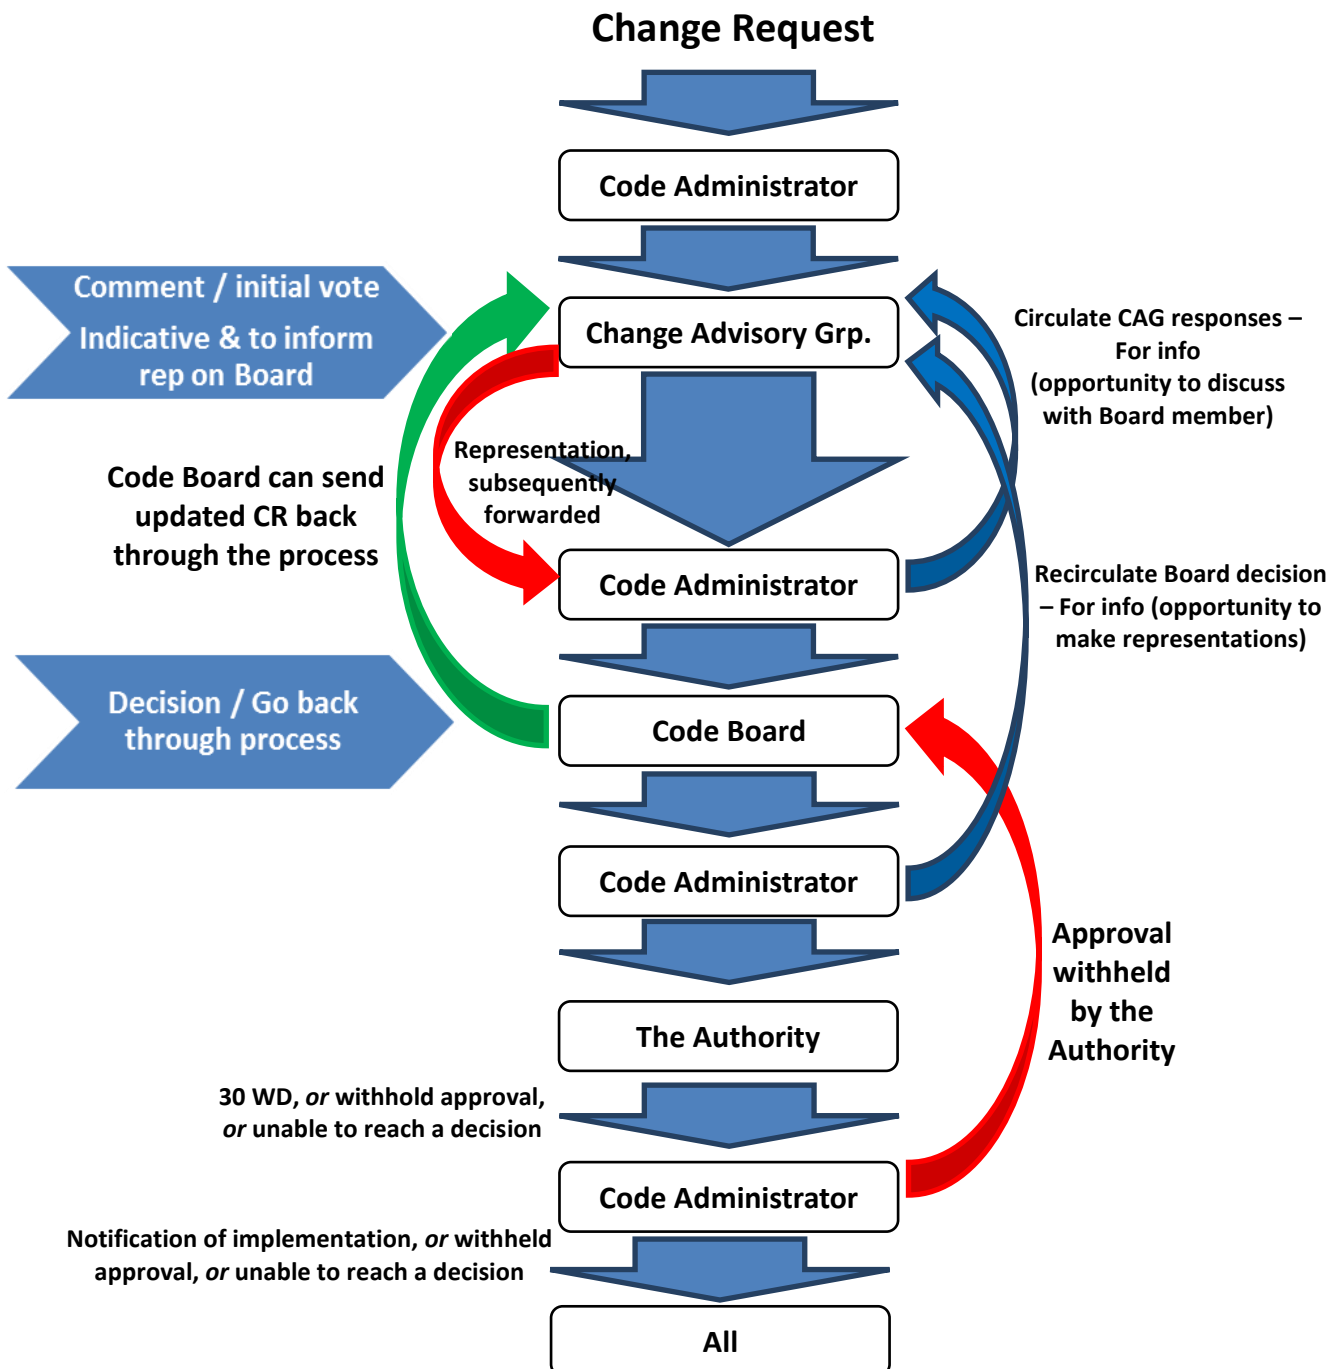 Change Request
Code Administrator
Comment / initial vote
Indicative & to inform
rep on Board
Change Advisory Grp.
Circulate CAG responses –
For info
(opportunity to discuss
with Board member)
Representation,
subsequently
forwarded
Code Board can send
updated CR back
through the process
Code Administrator
Recirculate Board decision
– For info (opportunity to
make representations)
Decision / Go back
through process
Code Board
Code Administrator
Approval
withheld
by the
Authority
The Authority
30 WD, or withhold approval,
or unable to reach a decision
Code Administrator
Notification of implementation, or withheld
approval, or unable to reach a decision
All